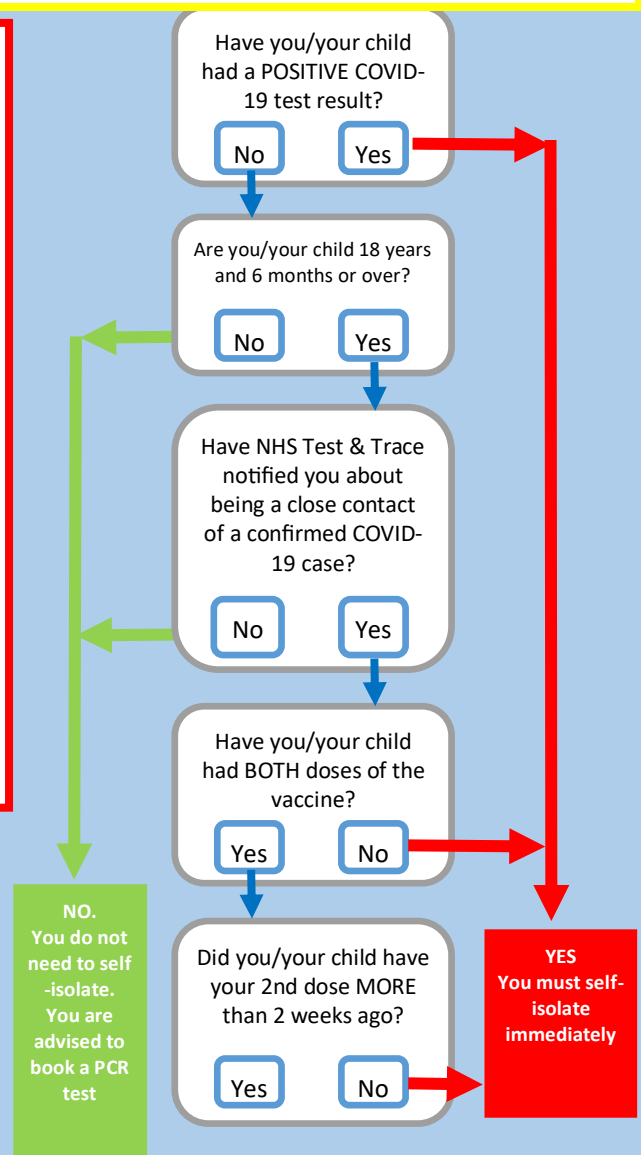 Have you/your child
had a POSITIVE COVID-
19 test result?
No
Yes
Are you/your child 18 years
and 6 months or over?
No
Yes
Have NHS Test & Trace
notified you about
being a close contact
of a confirmed COVID-
19 case?
No
Yes
Have you/your child
had BOTH doses of the
vaccine?
Yes
No
NO.
You do not
need to self
-isolate.
You are
advised to
book a PCR
test
Did you/your child have
your 2nd dose MORE
than 2 weeks ago?
Yes
No
YES
You must self-
isolate
immediately